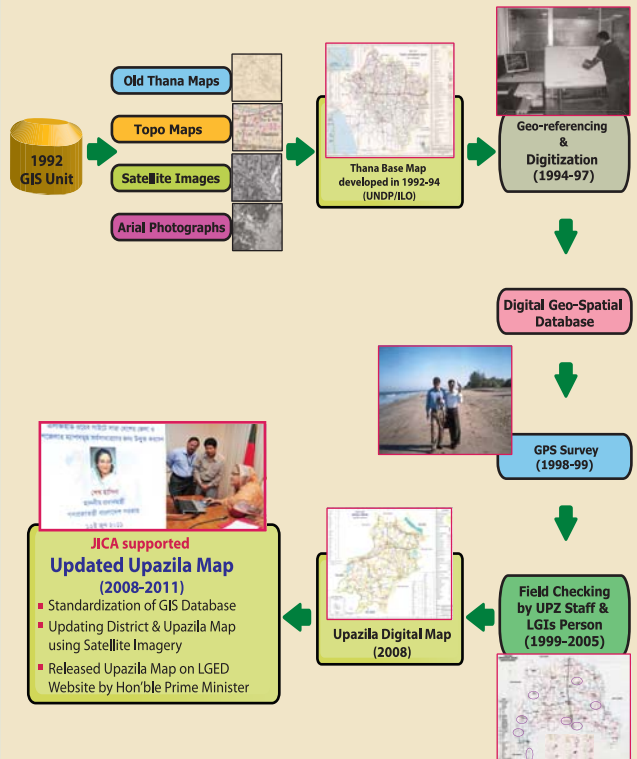 Old Thana Maps
Topo Maps
1992
GIS Unit
Satellite Images
Arial Photographs
Thana Base Map
developed in 1992-94
(UNDP/ILO)
Geo-referencing
&
Digitization
(1994-97)
Digital Geo-Spatial
Database
GPS Survey
(1998-99)
Field Checking
by UPZ Staff &
LGIs Person
(1999-2005)
Upazila Digital Map
(2008)
শেখ হাসিনা
JICA supported
Updated Upazila Map
(2008-2011)
Standardization of GIS Database
Updating District & Upazila Map
using Satellite Imagery
Released Upazila Map on LGED
Website by Hon'ble Prime Minister